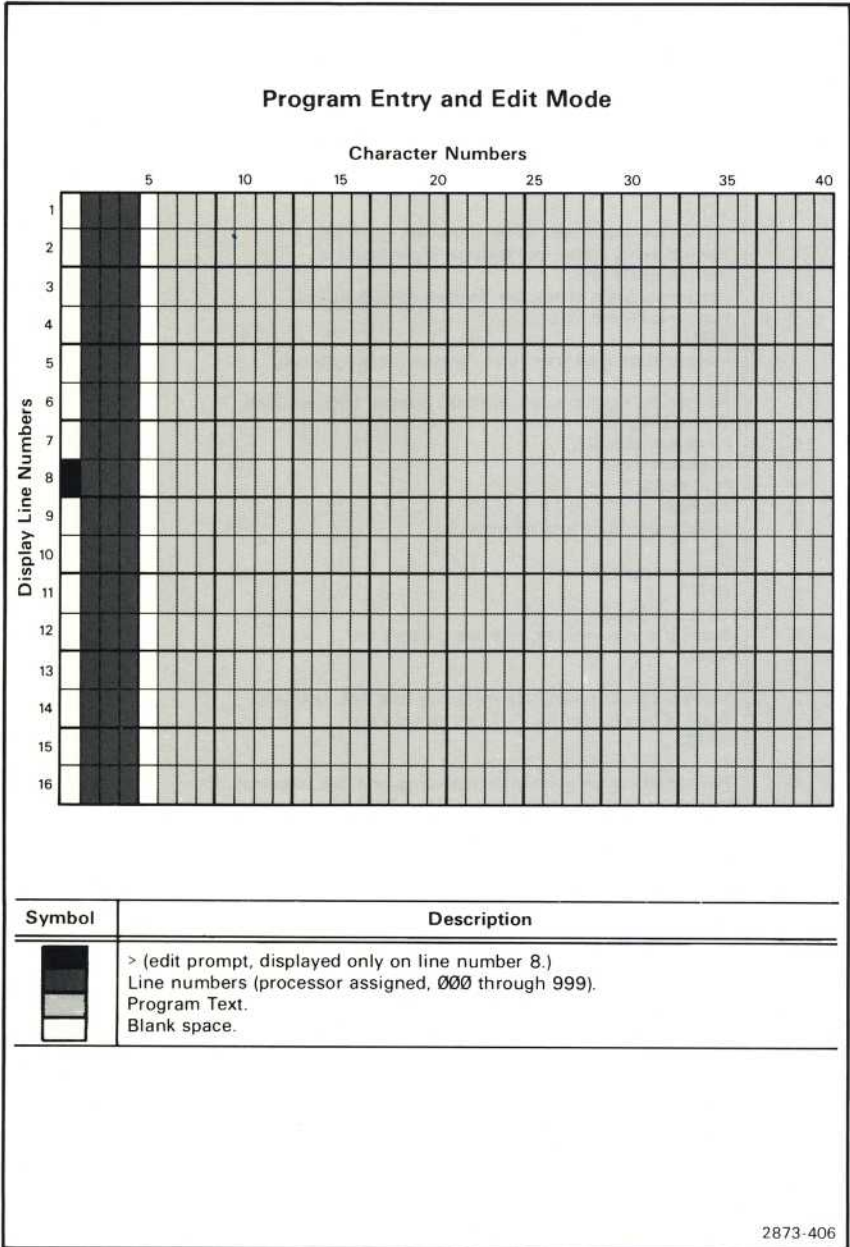 Program Entry and Edit Mode
Character Numbers
5 10 15 20 25 30 35 40
Display Line Numbers
1
2
3
4
5
6
7
8
9
10
11
12
13
14
15
16
Symbol Description
> (edit prompt, displayed only on line number 8.)
Line numbers (processor assigned, ØØØ through 999).
Program Text.
Blank space.
2873-406